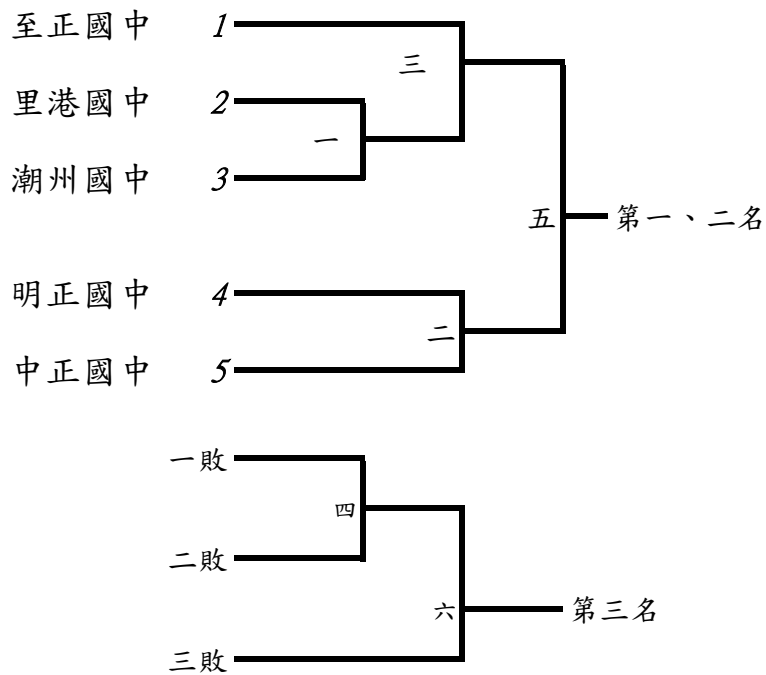 至正國中 1
三
里港國中 2
一
潮州國中 3
五 第一、二名
明正國中 4
二
中正國中 5
一敗
四
二敗
六 第三名
三敗